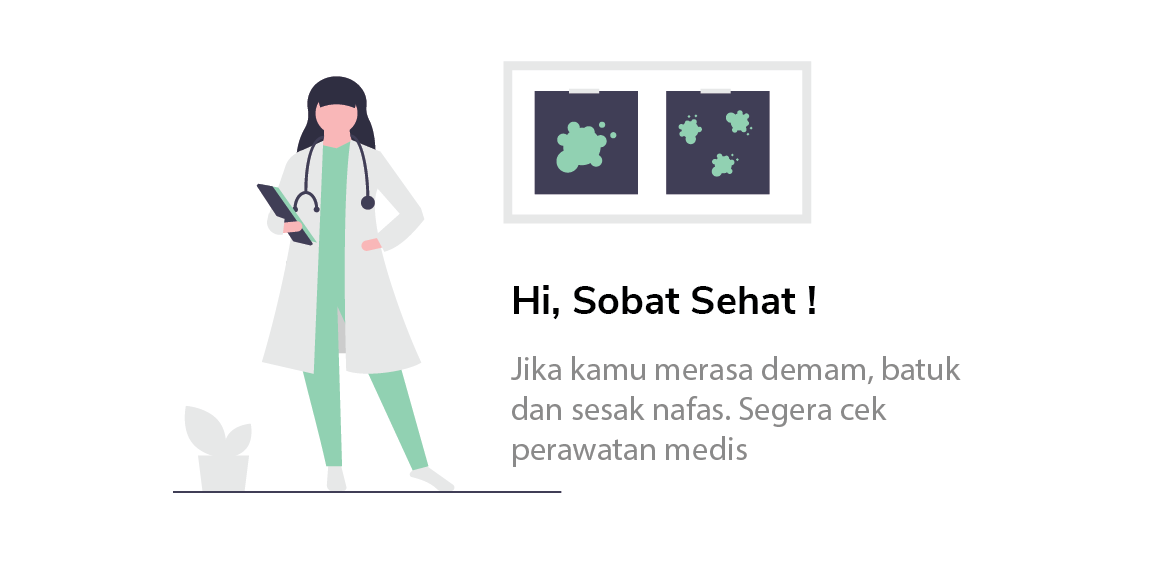 Hi, Sobat Sehat !
Jika kamu merasa demam, batuk
dan sesak nafas. Segera cek
perawatan medis